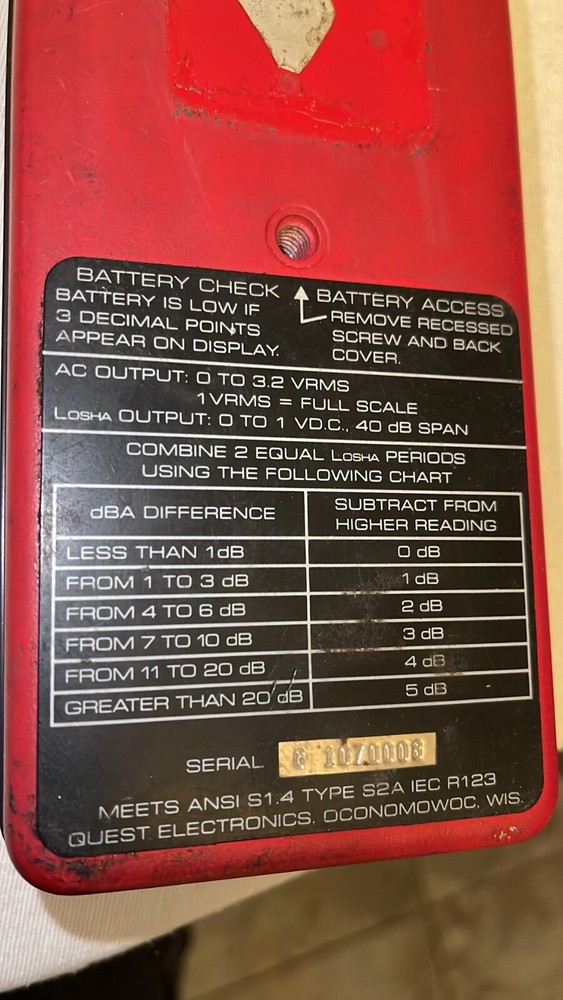 BATTERY CHECK
BATTERY IS LOW IF
3 DECIMAL POINTS
APPEAR ON DISPLAY.
BATTERY ACCESS
REMOVE RECESSED
SCREW AND BACK
COVER.
AC OUTPUT: 0 TO 3.2 VRMS
1VRMS = FULL SCALE
LOSHA OUTPUT: 0 TO 1 VD.C., 40 dB SPAN
COMBINE 2 EQUAL LOSHA PERIODS
USING THE FOLLOWING CHART
dBA DIFFERENCE
SUBTRACT FROM
HIGHER READING
LESS THAN 1dB 0 dB
FROM 1 TO 3 dB 1 dB
FROM 4 TO 6 dB 2 dB
FROM 7 TO 10 dB 3 dB
FROM 11 TO 20 dB 4 dB
GREATER THAN 20 dB 5 dB
SERIAL
MEETS ANSI S1.4 TYPE S2A IEC R123
QUEST ELECTRONICS, OCONOMOWOC, WIS.